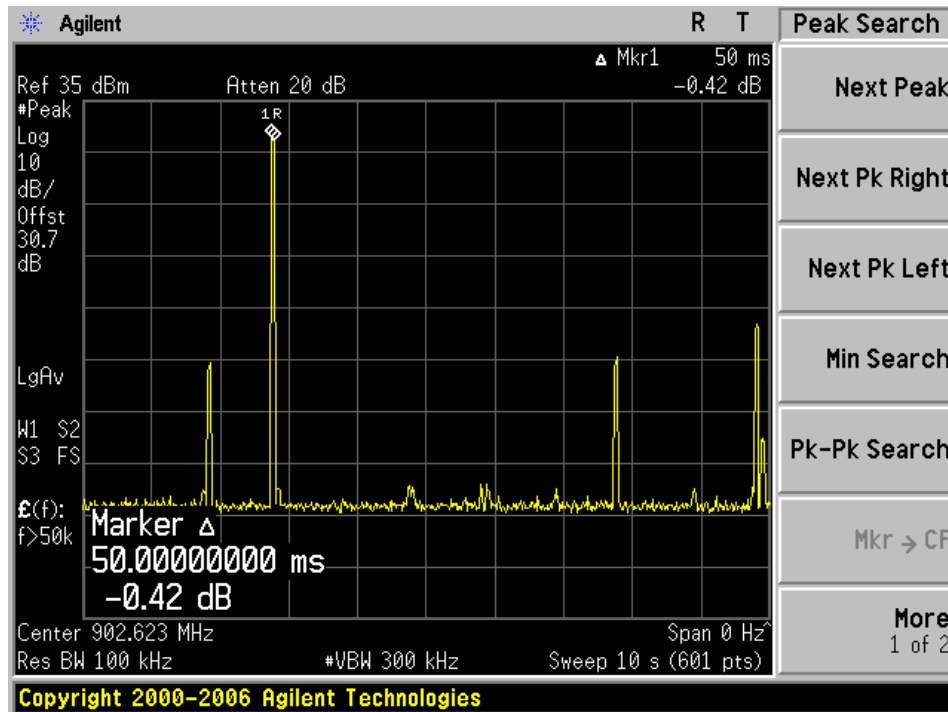 Agilent R T Peak Search
Δ Mkr1 50 ms
Ref 35 dBm Atten 20 dB -0.42 dB
#Peak
Log
10
dB/
Offst
30.7
dB
1R
LgAv
W1 S2
S3 FS
£(f):
f>50k
Marker Δ
50.00000000 ms
-0.42 dB
Center 902.623 MHz Span 0 Hz^
Res BW 100 kHz #VBW 300 kHz Sweep 10 s (601 pts)
Copyright 2000-2006 Agilent Technologies
Next Peak
Next Pk Right
Next Pk Left
Min Search
Pk-Pk Search
Mkr → CF
More
1 of 2